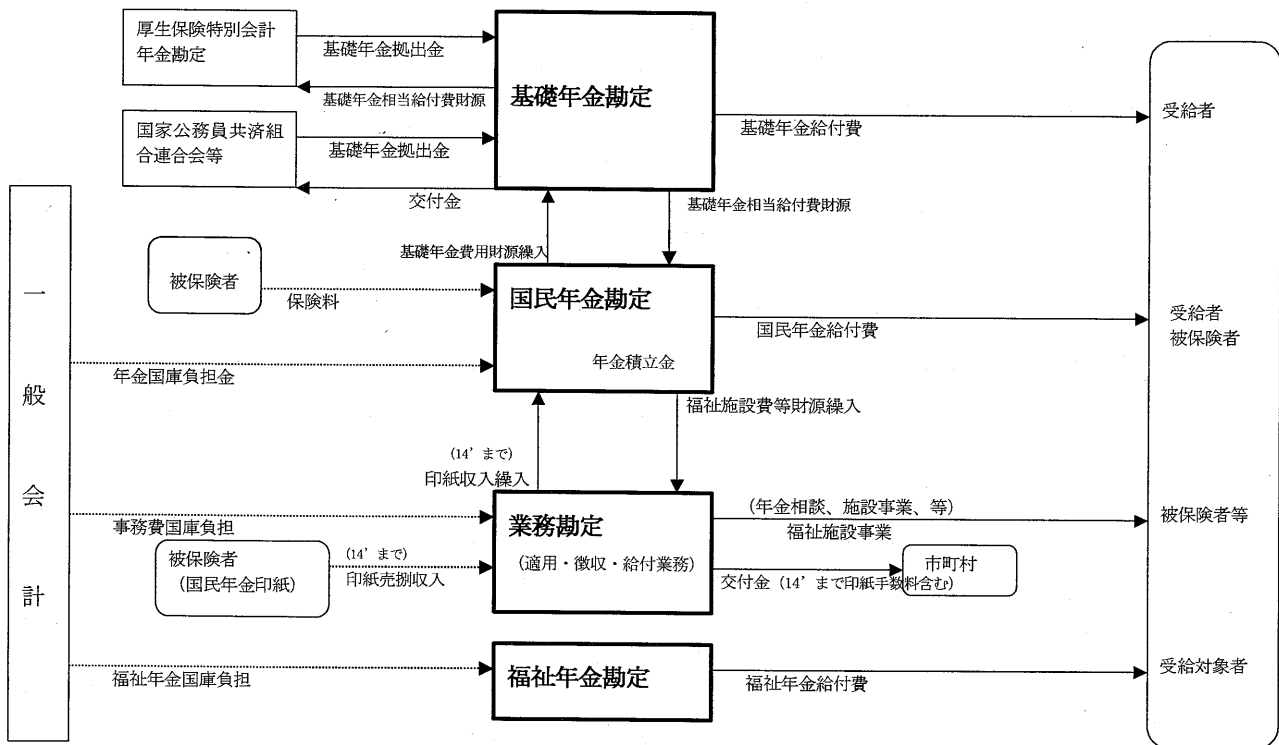 厚生保険特別会計
年金勘定
基礎年金拠出金
基礎年金相当給付費財源
国家公務員共済組
合連合会等
基礎年金拠出金
交付金
基礎年金勘定
基礎年金給付費
受給者
基礎年金費用財源繰入
基礎年金相当給付費財源
一般会計
被保険者
保険料
年金国庫負担金
国民年金勘定
年金積立金
国民年金給付費
受給者
被保険者
(14’まで)
印紙収入繰入
福祉施設費等財源繰入
事務費国庫負担
被保険者
(国民年金印紙)
(14’まで)
印紙売捌収入
業務勘定
(適用・徴収・給付業務)
(年金相談、施設事業、等)
福祉施設事業
被保険者等
交付金(14’まで印紙手数料含む)
市町村
福祉年金国庫負担
福祉年金勘定
福祉年金給付費
受給対象者